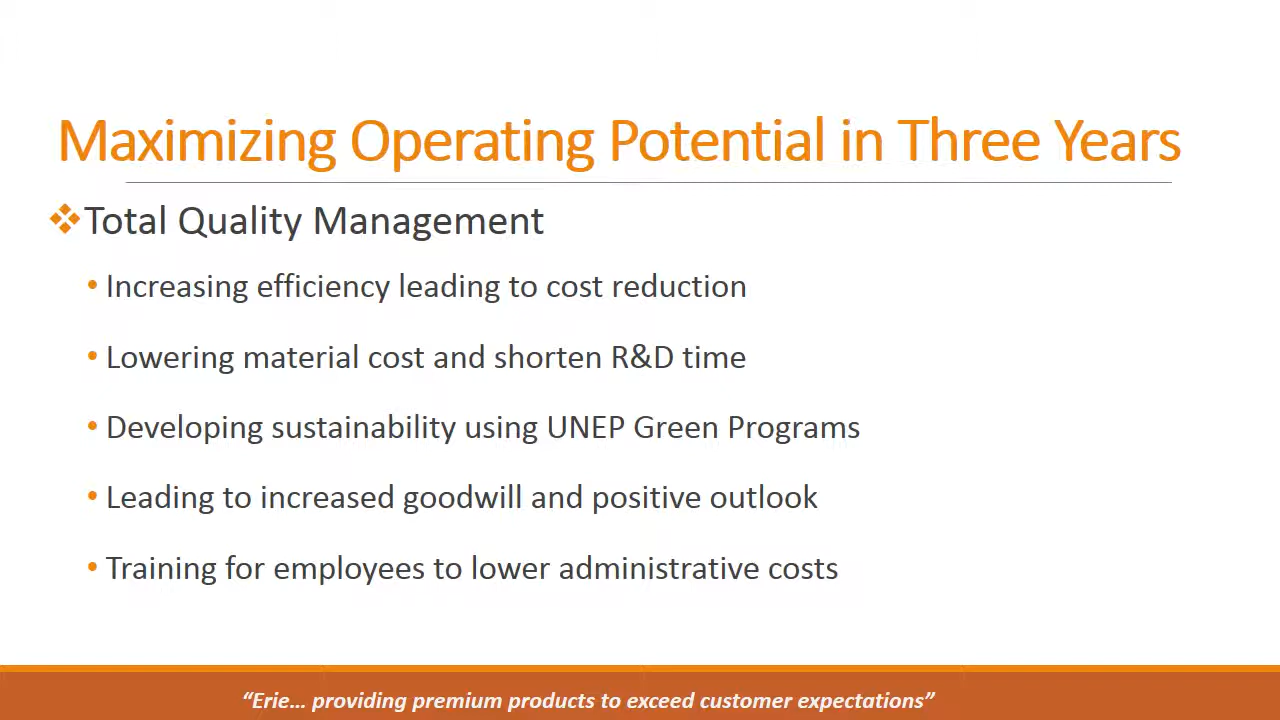 Maximizing Operating Potential in Three Years
Total Quality Management
Increasing efficiency leading to cost reduction
Lowering material cost and shorten R&D time
Developing sustainability using UNEP Green Programs
Leading to increased goodwill and positive outlook
Training for employees to lower administrative costs
“Erie... providing premium products to exceed customer expectations”